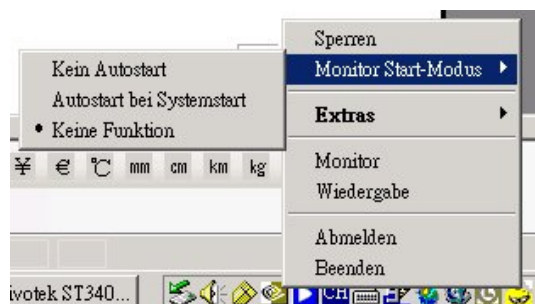 Sperren
Monitor Start-Modus
Extras
Monitor
Wiedergabe
Abmelden
Beenden
Kein Autostart
Autostart bei Systemstart
• Keine Funktion
¥ € ℃ mm cm km kg
ivotek ST340...
CH